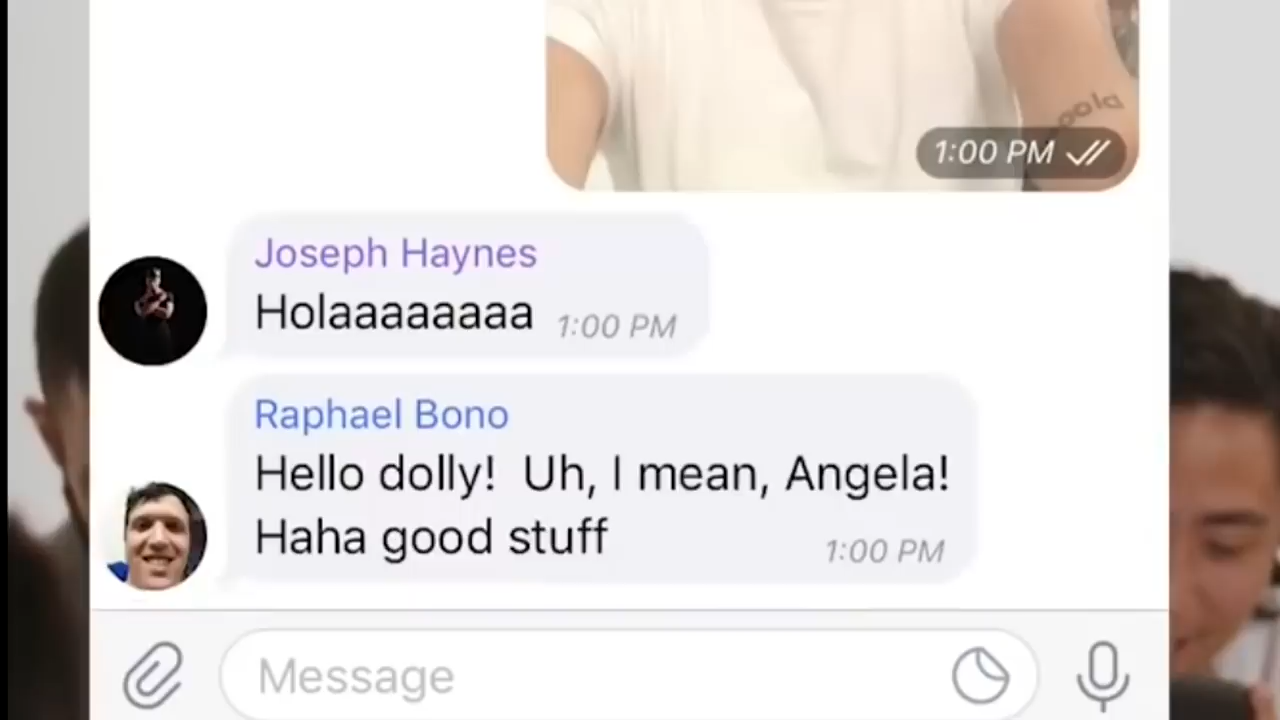 1:00 PM
Joseph Haynes
Holaaaaaaaa 1:00 PM
Raphael Bono
Hello dolly! Uh, I mean, Angela!
Haha good stuff 1:00 PM
Message